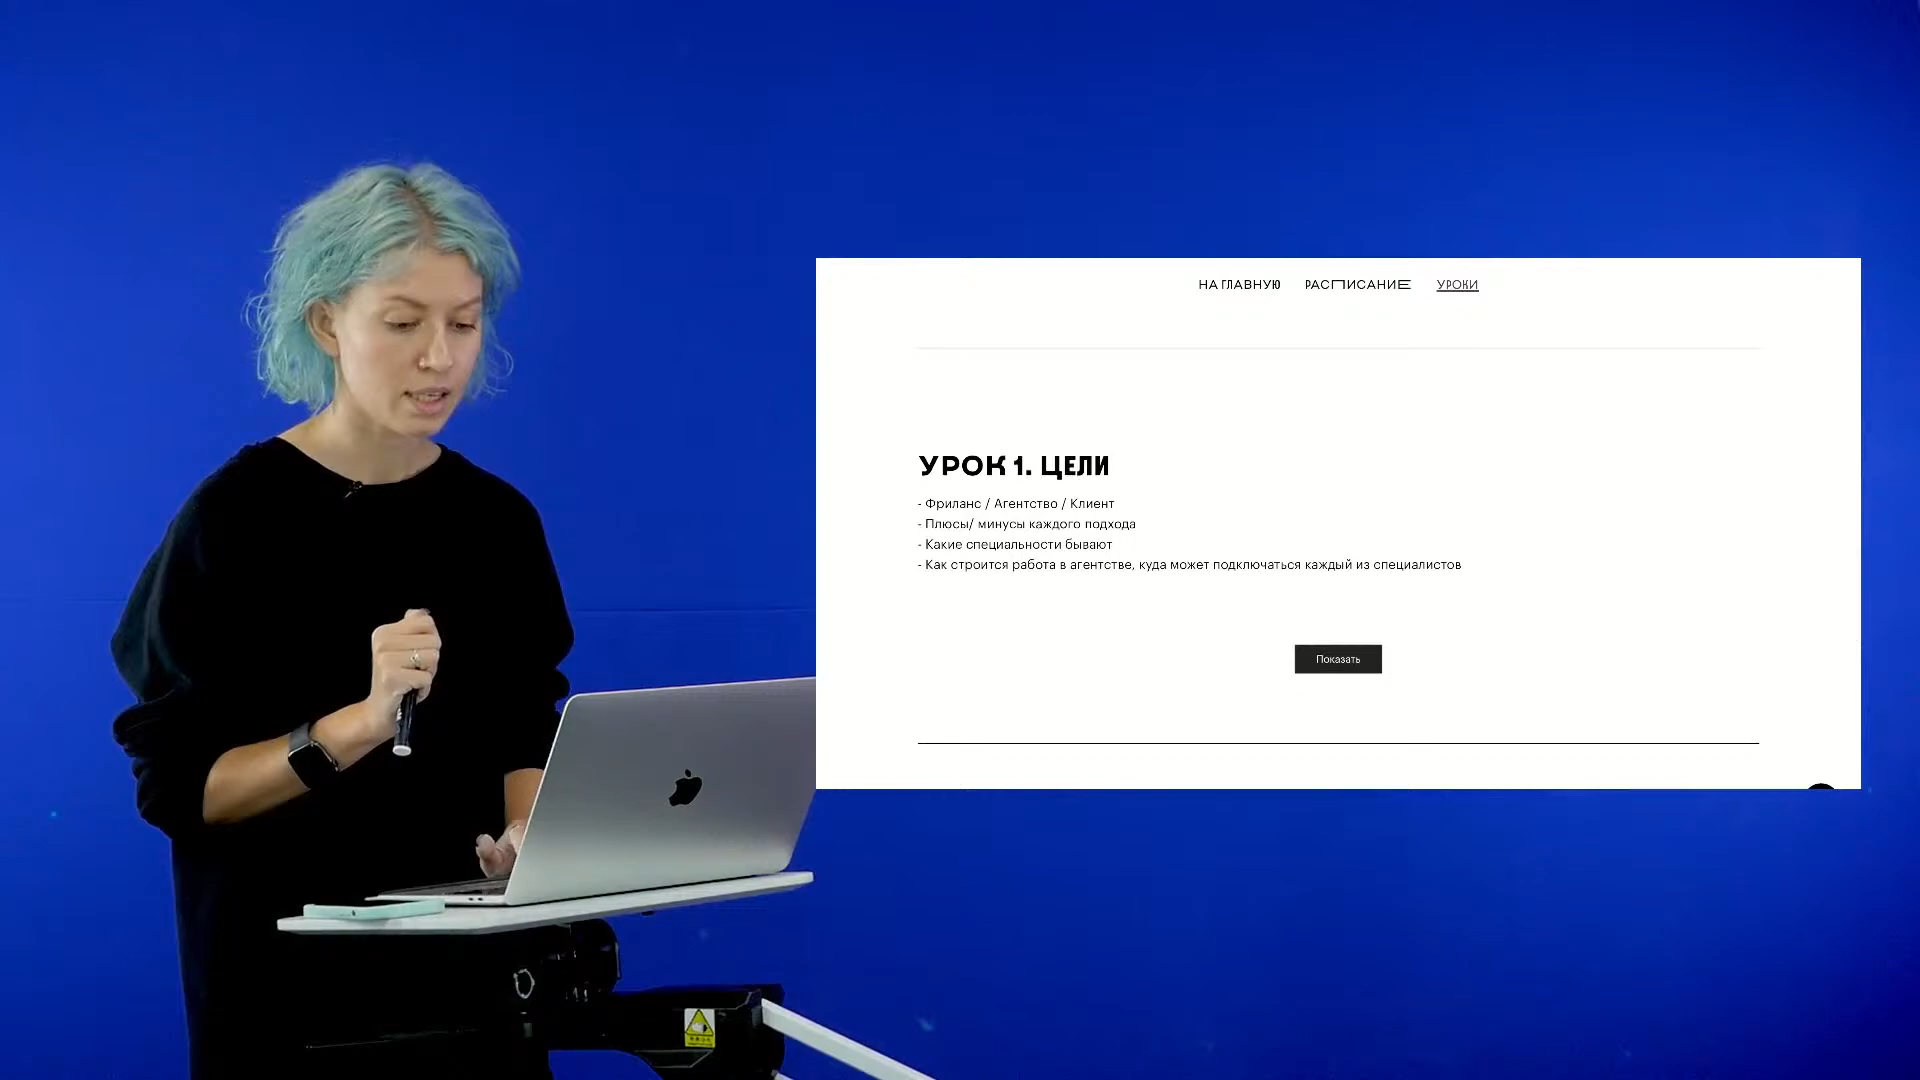 НА ГЛАВНУЮ РАСПИСАНИЕ УРОКИ
УРОК 1. ЦЕЛИ
- Фриланс / Агентство / Клиент
- Плюсы/ минусы каждого подхода
- Какие специальности бывают
- Как строится работа в агентстве, куда может подключаться каждый из специалистов
Показать